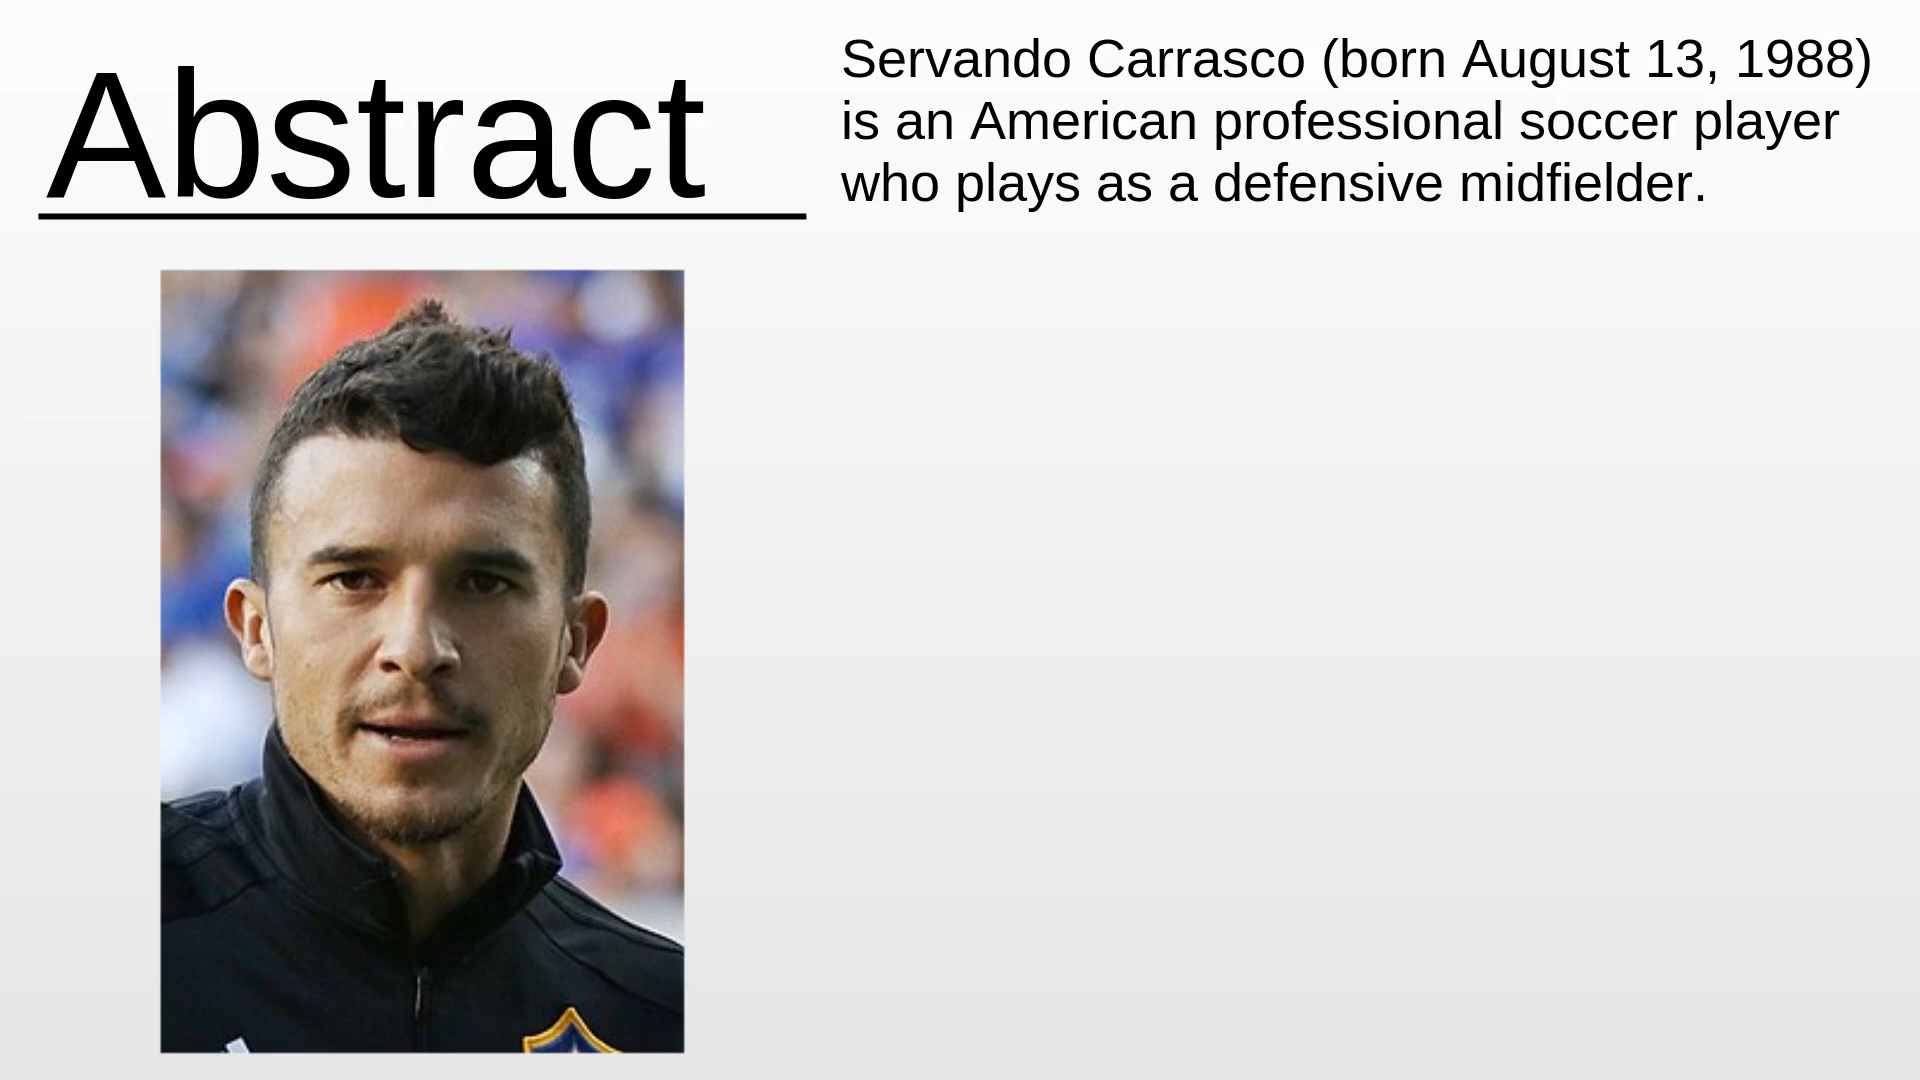 Abstract
Servando Carrasco (born August 13, 1988)
is an American professional soccer player
who plays as a defensive midfielder.